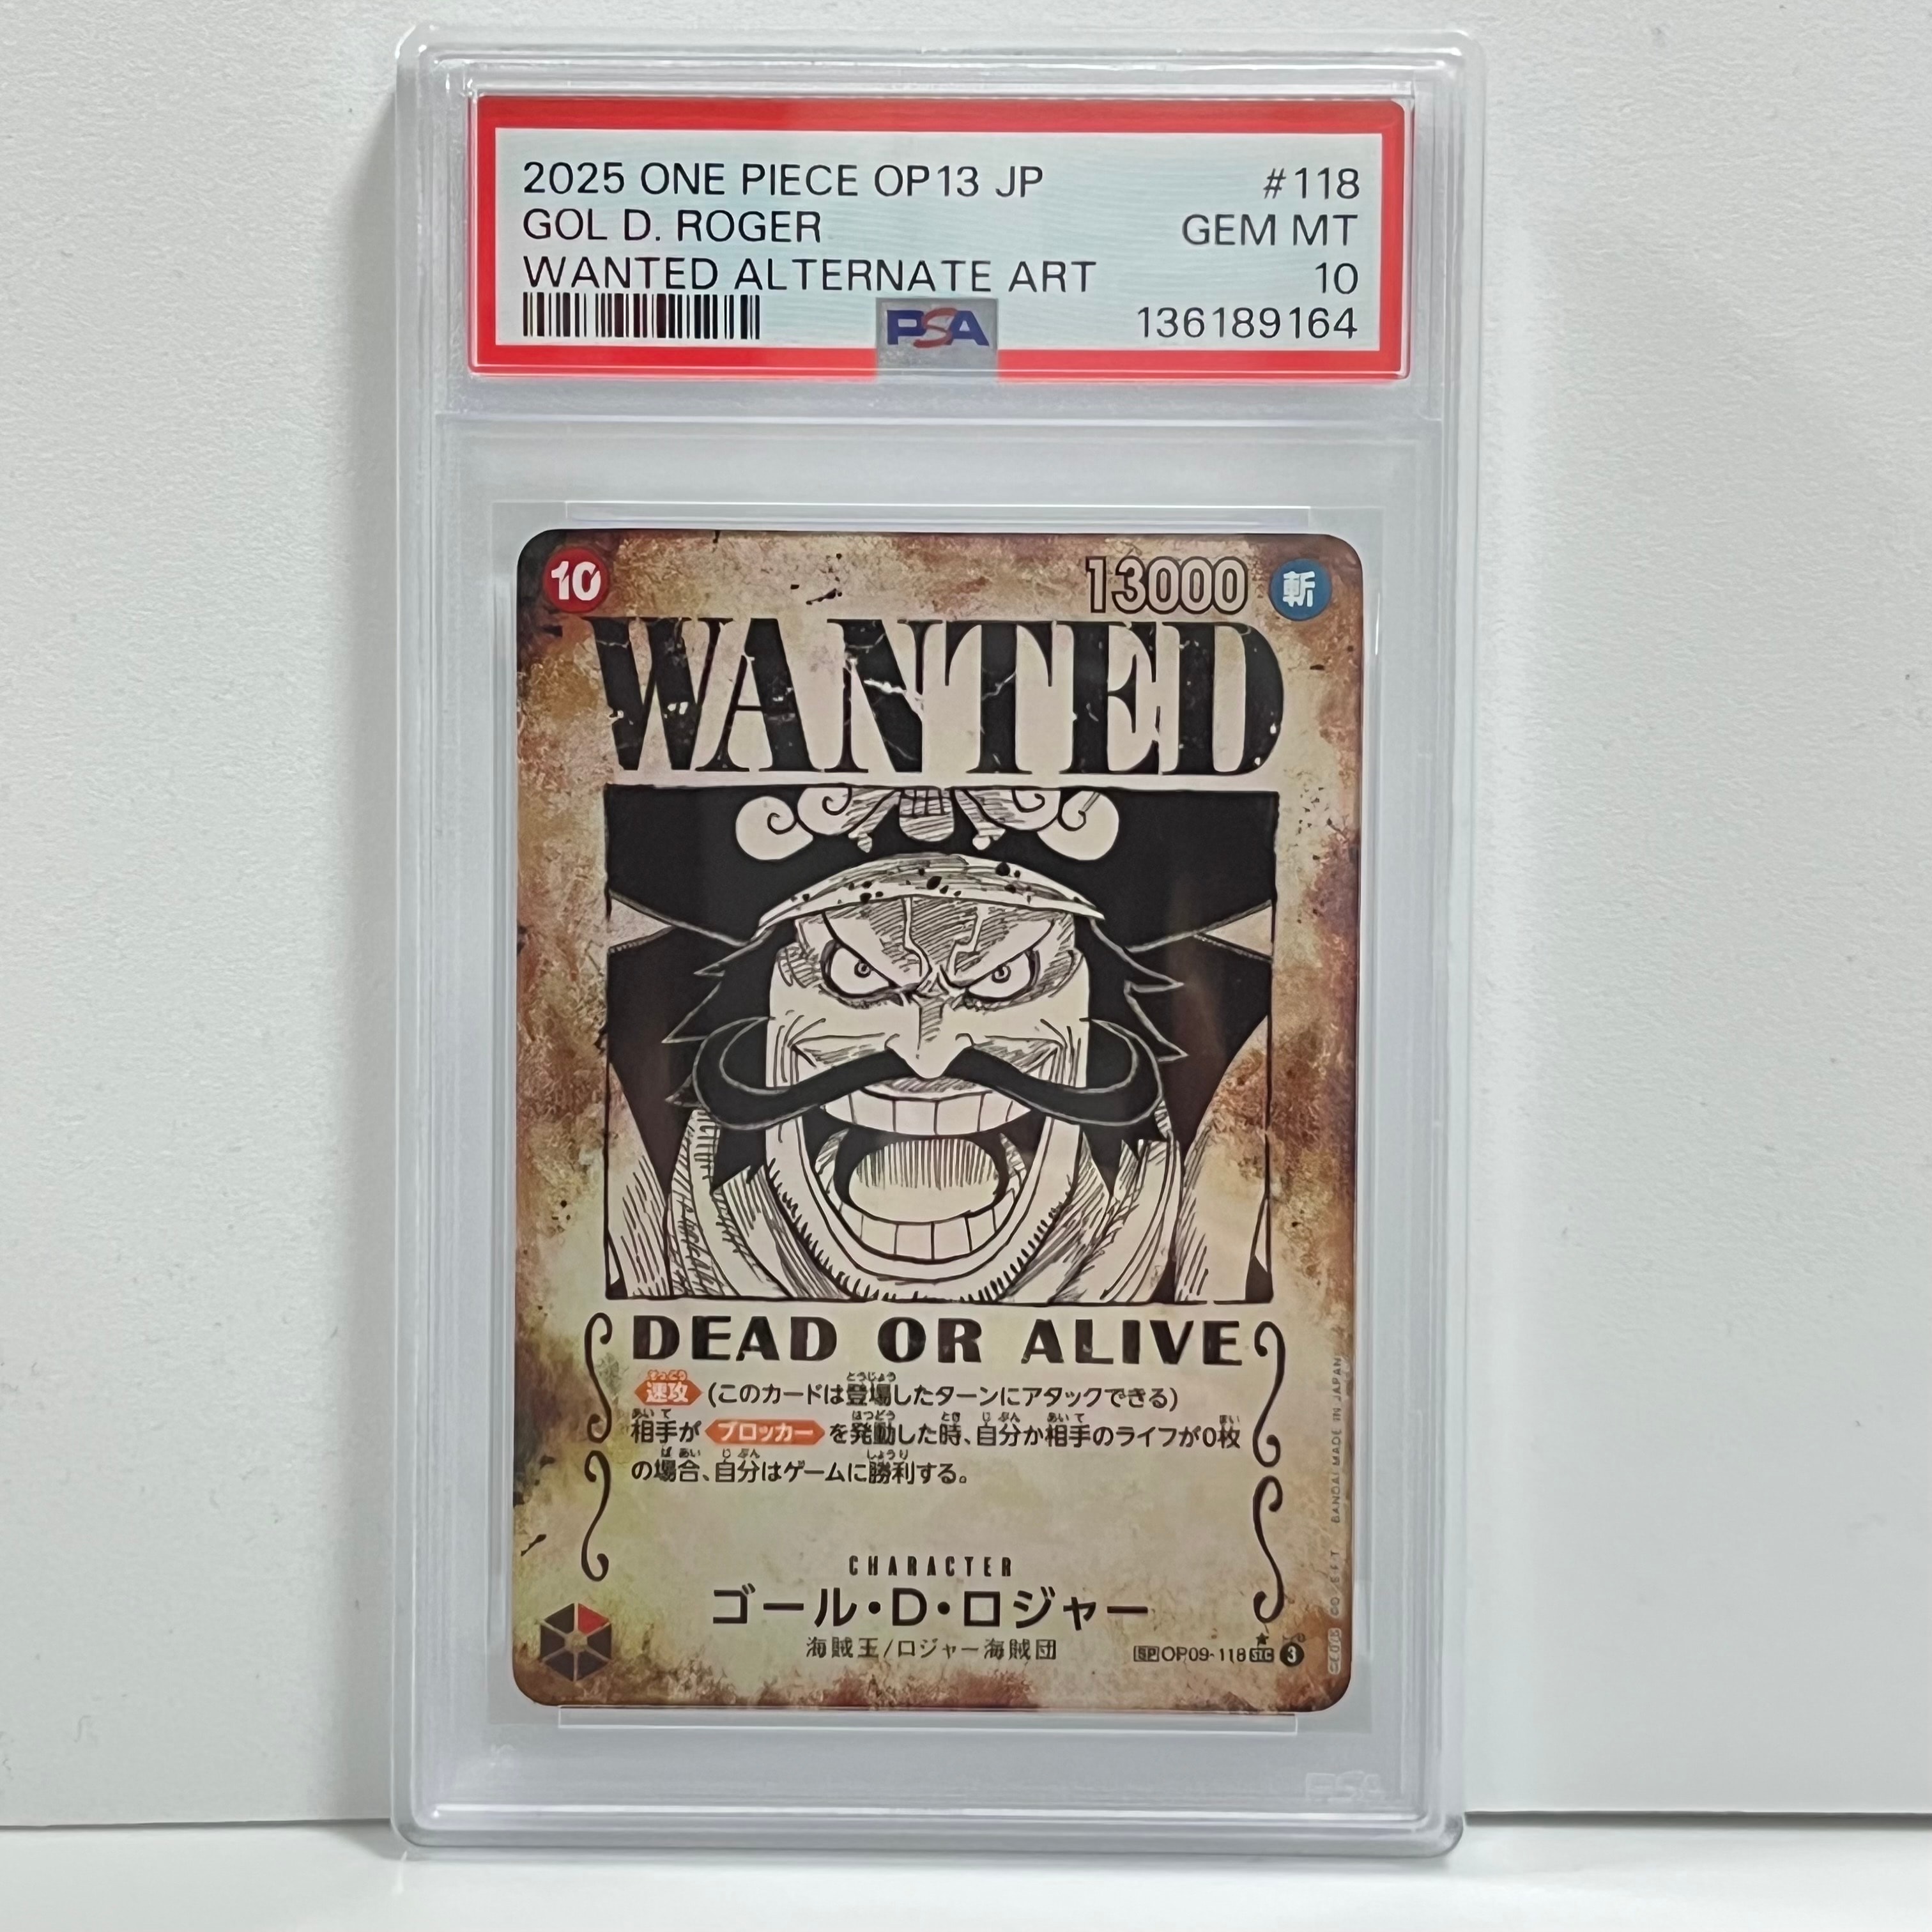 2025 ONE PIECE OP13 JP #118
GOL D. ROGER GEM MT
WANTED ALTERNATE ART 10
PSA 136189164
10 13000 斬
WANTED
DEAD OR ALIVE
速攻 (このカードは登場したターンにアタックできる)
相手が ブロッカー を発動した時、自分か相手のライフが0枚
の場合、自分はゲームに勝利する。
CHARACTER
ゴール・D・ロジャー
海賊王/ロジャー海賊団
SP OP09-118 SEC 3
BANDAI MADE IN JAPAN
PSA